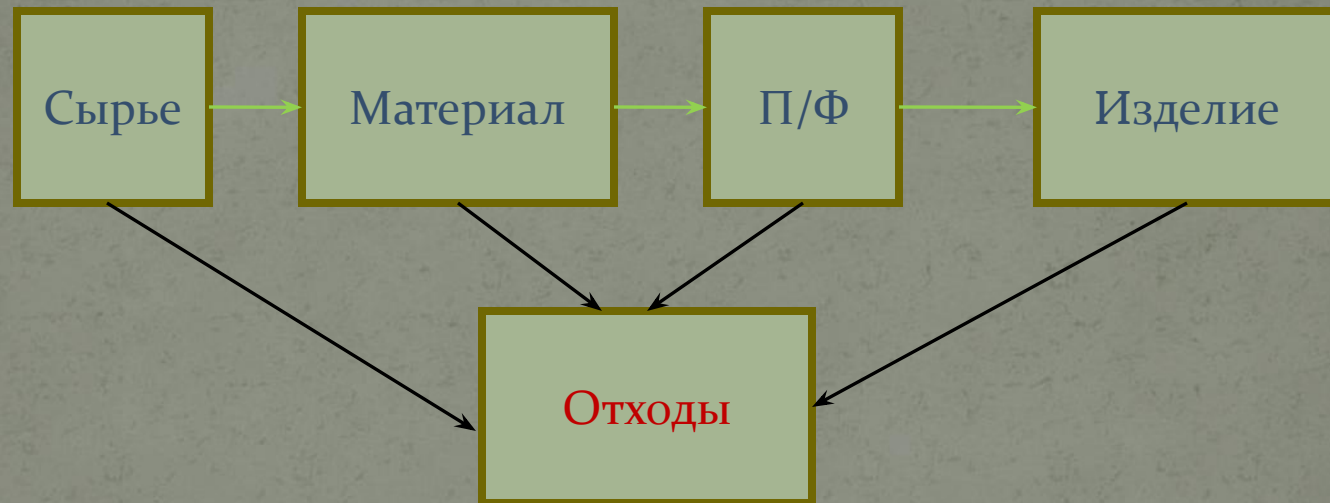 Сырье
Материал
П/Ф
Изделие
Отходы